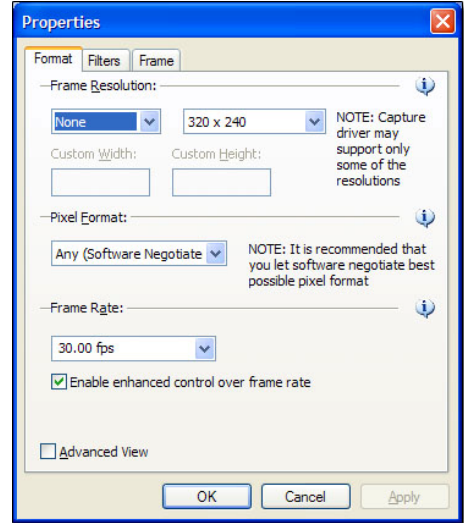 Properties
Format Filters Frame
Frame Resolution:
None 320 x 240
NOTE: Capture
driver may
support only
some of the
resolutions
Custom Width: Custom Height:
Pixel Format:
Any (Software Negotiate
NOTE: It is recommended that
you let software negotiate best
possible pixel format
Frame Rate:
30.00 fps
Enable enhanced control over frame rate
Advanced View
OK Cancel Apply